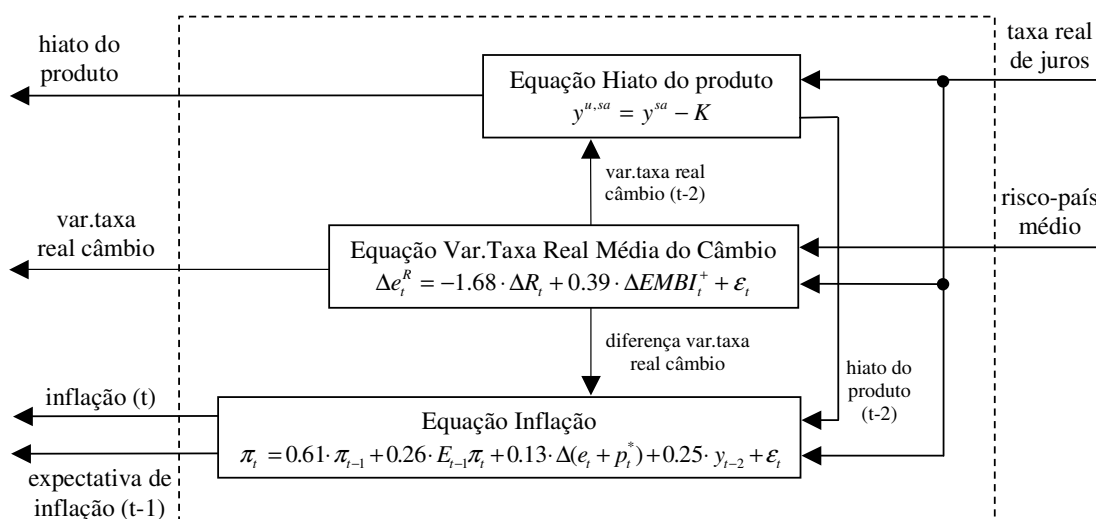 hiato do
produto
taxa real
de juros
Equação Hiato do produto
y^{u,sa} = y^{sa} − K
var.taxa real
câmbio (t-2)
risco-país
médio
var.taxa
real câmbio
Equação Var.Taxa Real Média do Câmbio
Δe_t^R = −1.68 · ΔR_t + 0.39 · ΔEMBI_t^+ + ε_t
diferença var.taxa
real câmbio
hiato do
produto
(t-2)
inflação (t)
Equação Inflação
π_t = 0.61 · π_{t−1} + 0.26 · E_{t−1}π_t + 0.13 · Δ(e_t + p_t^*) + 0.25 · y_{t−2} + ε_t
expectativa de
inflação (t-1)